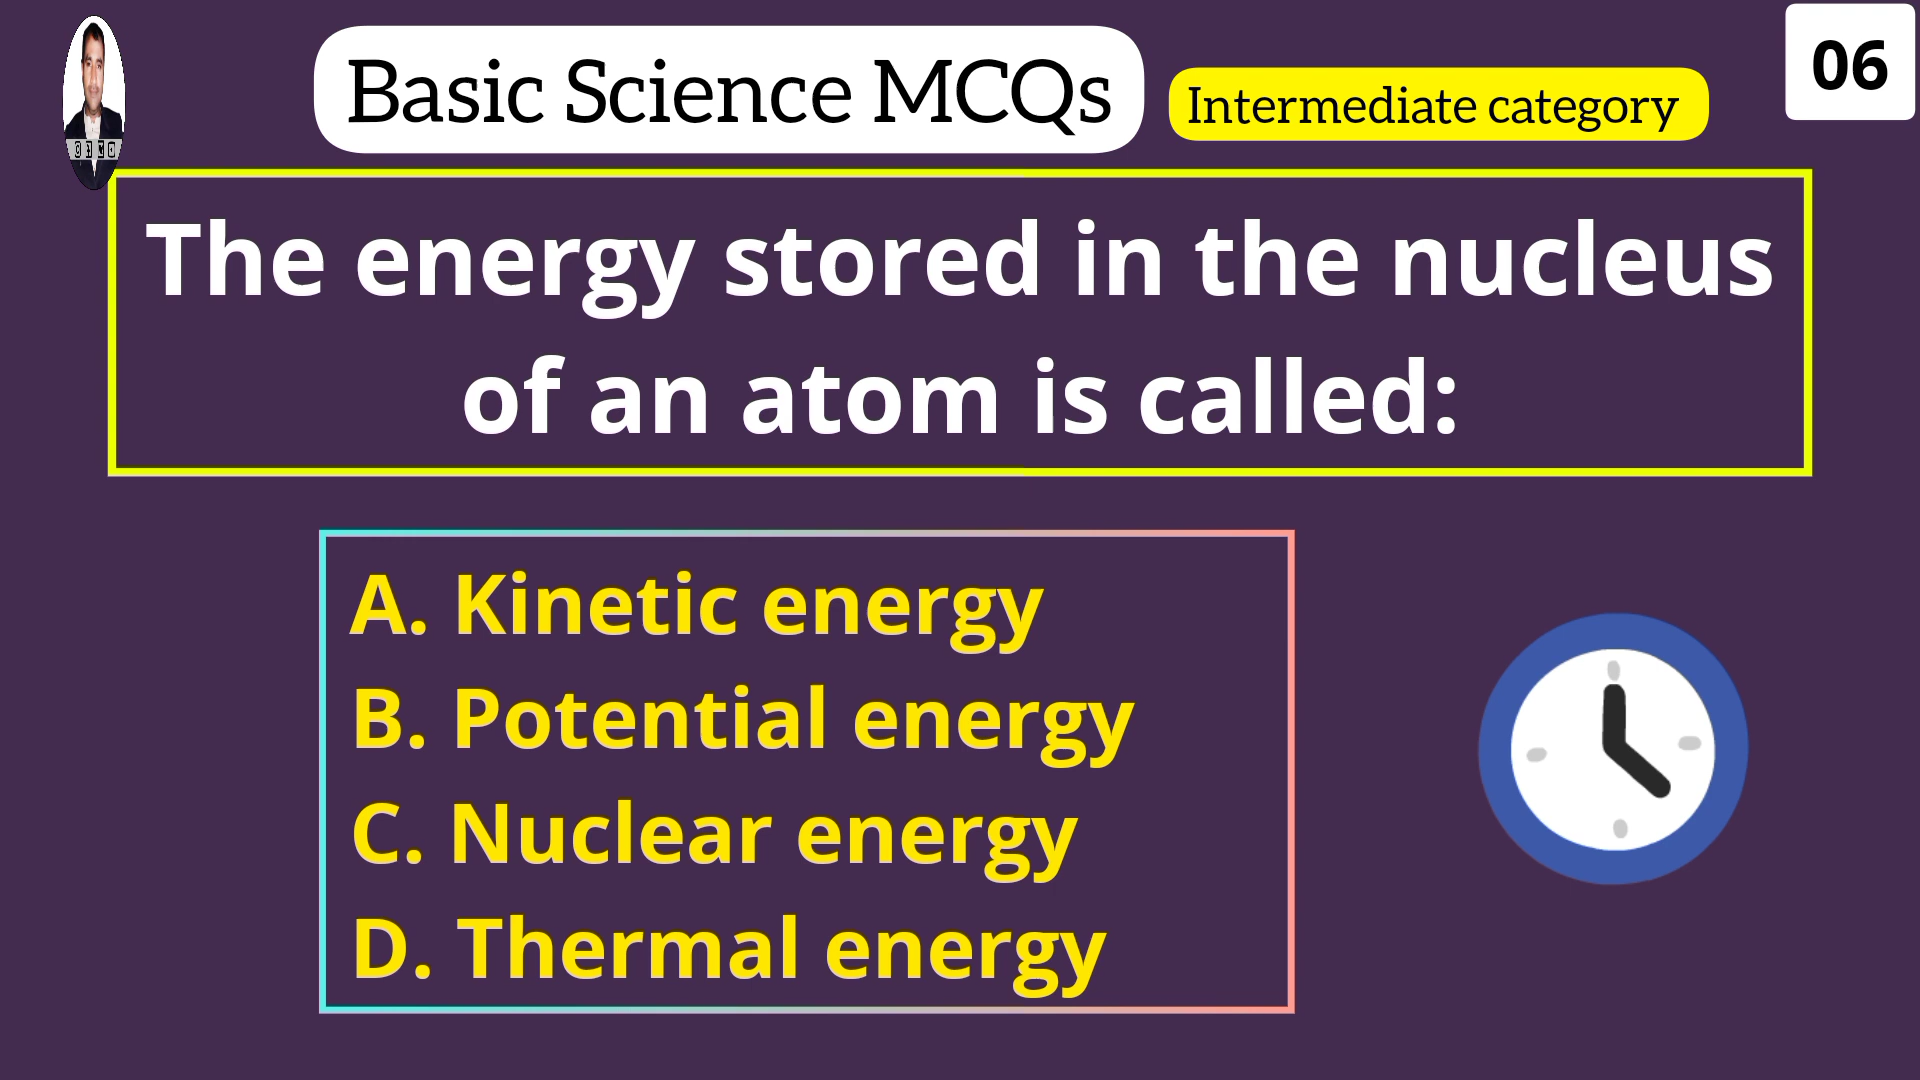 Basic Science MCQs
Intermediate category
06
The energy stored in the nucleus
of an atom is called:
A. Kinetic energy
B. Potential energy
C. Nuclear energy
D. Thermal energy